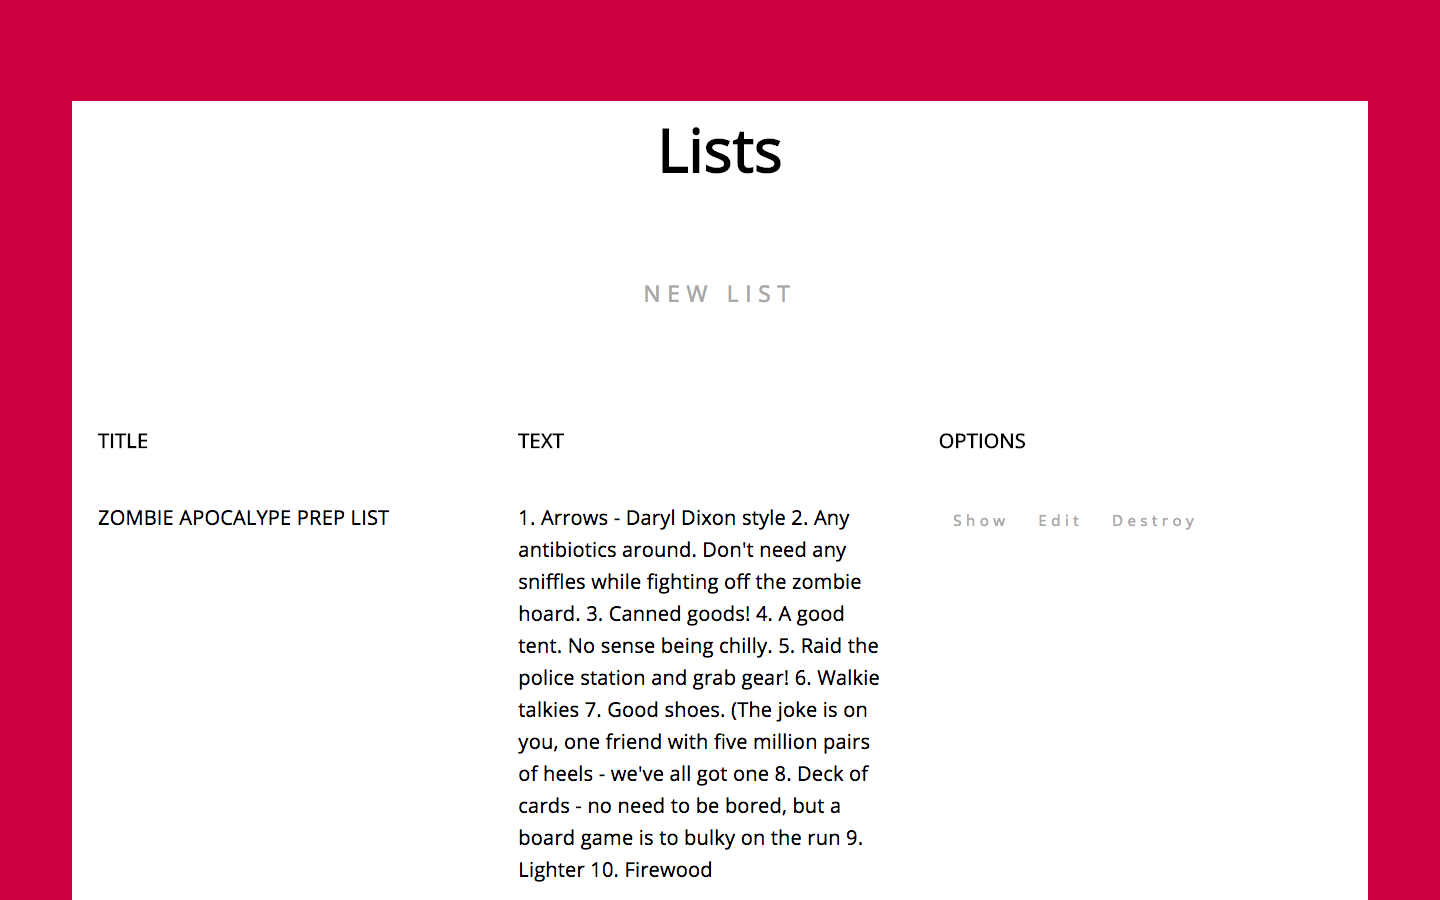 Lists
NEW LIST
TITLE TEXT OPTIONS
ZOMBIE APOCALYPE PREP LIST 1. Arrows - Daryl Dixon style 2. Any Show Edit Destroy
antibiotics around. Don't need any
sniffles while fighting off the zombie
hoard. 3. Canned goods! 4. A good
tent. No sense being chilly. 5. Raid the
police station and grab gear! 6. Walkie
talkies 7. Good shoes. (The joke is on
you, one friend with five million pairs
of heels - we've all got one 8. Deck of
cards - no need to be bored, but a
board game is to bulky on the run 9.
Lighter 10. Firewood